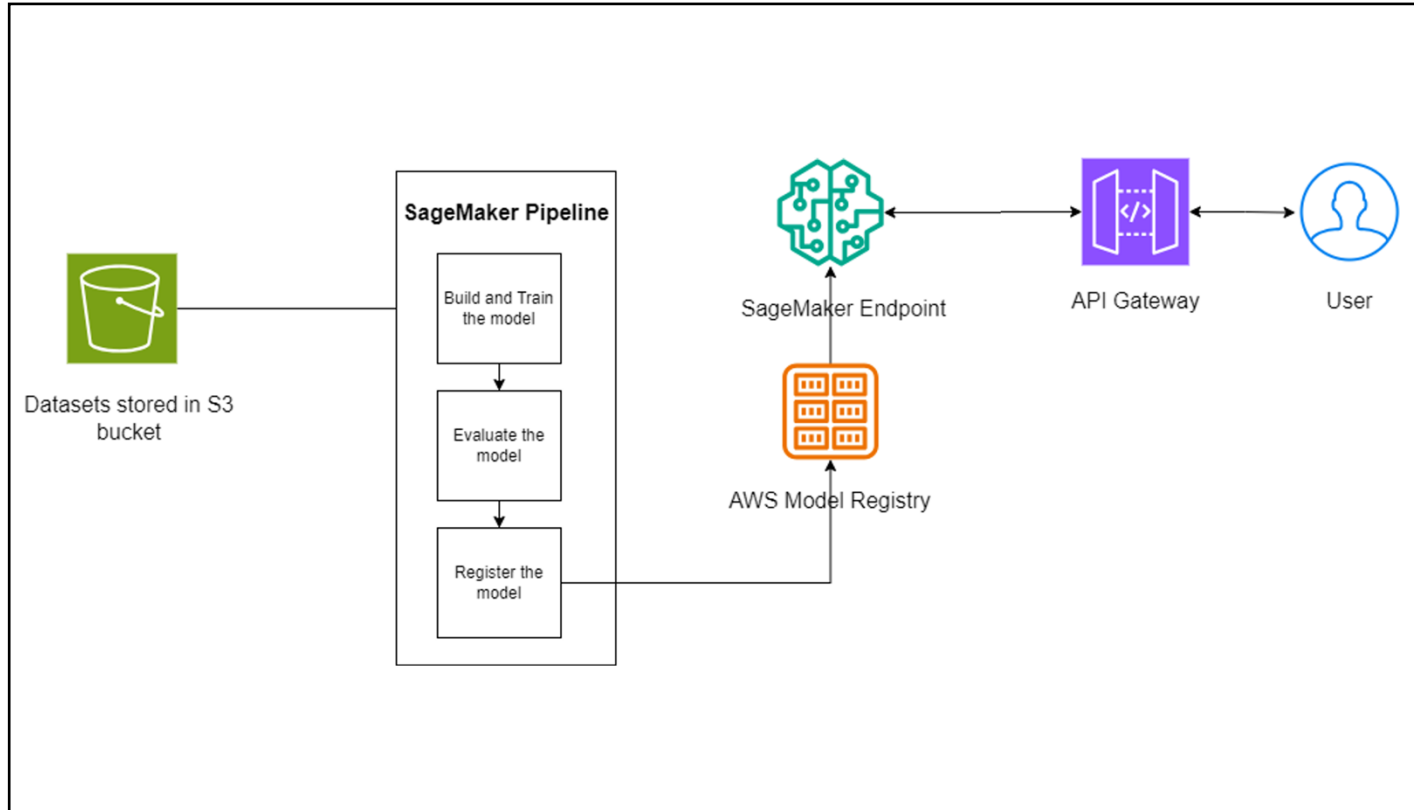 SageMaker Pipeline
Build and Train
the model
Evaluate the
model
Register the
model
Datasets stored in S3
bucket
SageMaker Endpoint
AWS Model Registry
API Gateway
User